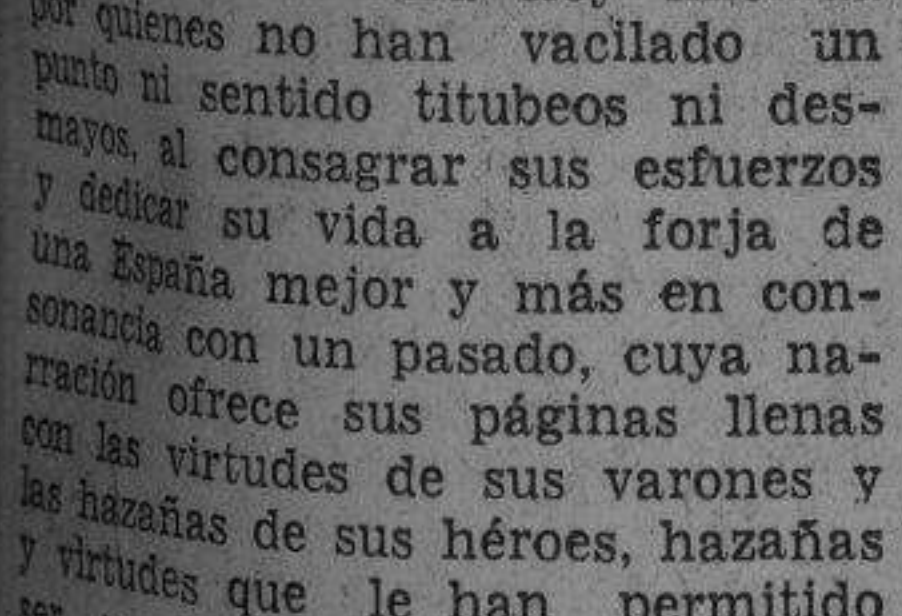 por quienes no han vacilado un
punto ni sentido titubeos ni des-
mayos, al consagrar sus esfuerzos
y dedicar su vida a la forja de
una España mejor y más en con-
sonancia con un pasado, cuya na-
rración ofrece sus páginas llenas
con las virtudes de sus varones y
las hazañas de sus héroes, hazañas
y virtudes que le han permitido
ser